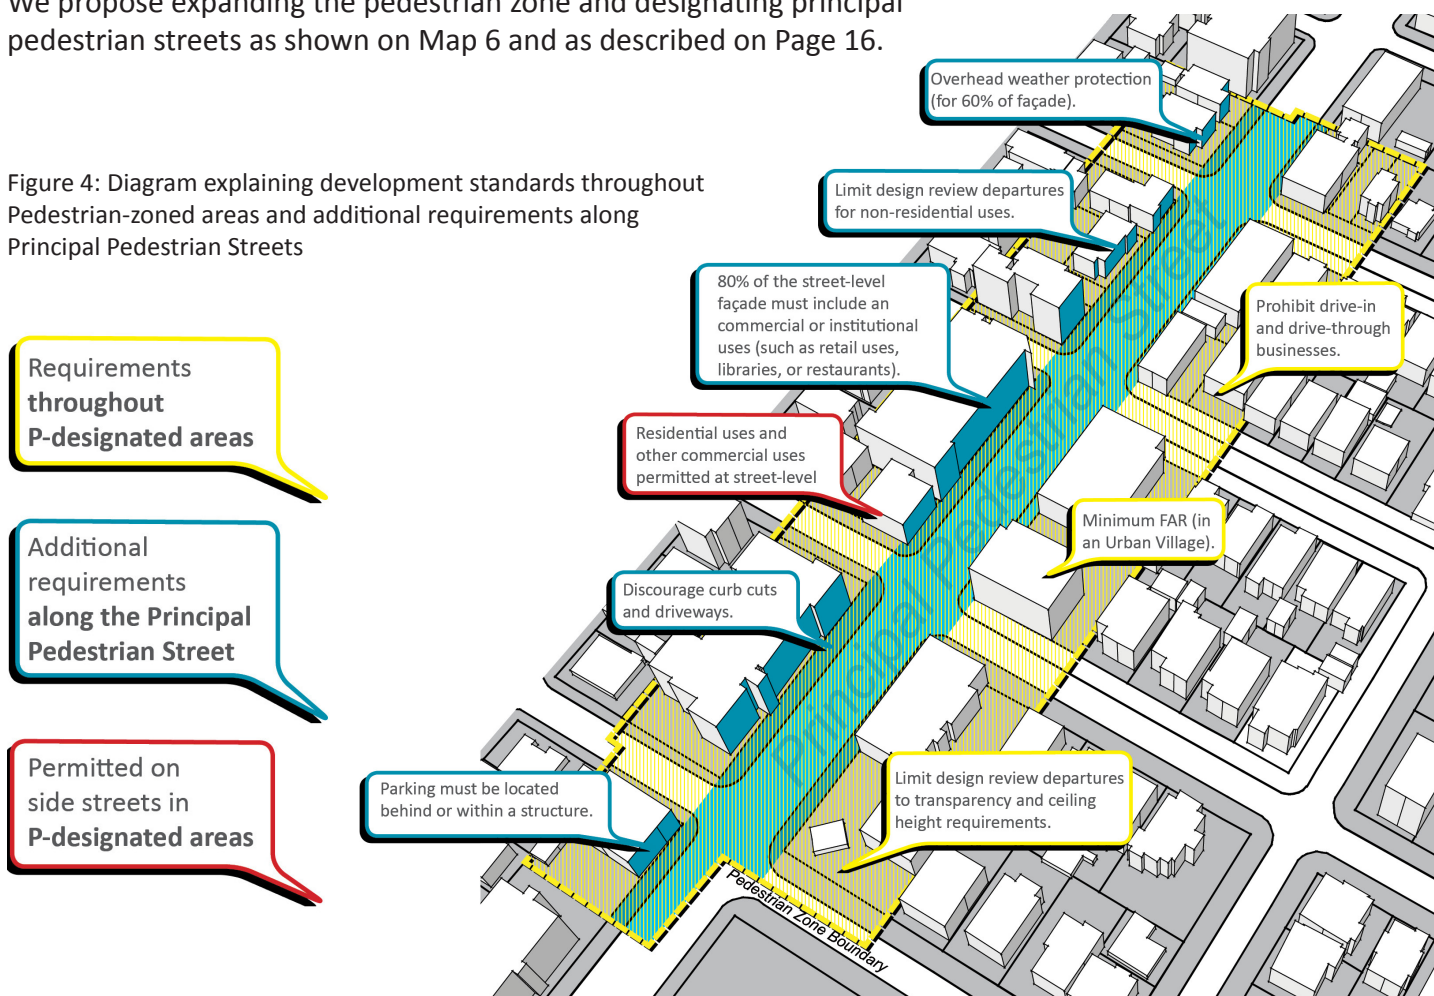 We propose expanding the pedestrian zone and designating principal
pedestrian streets as shown on Map 6 and as described on Page 16.
Figure 4: Diagram explaining development standards throughout
Pedestrian-zoned areas and additional requirements along
Principal Pedestrian Streets
Requirements
throughout
P-designated areas
Additional
requirements
along the Principal
Pedestrian Street
Permitted on
side streets in
P-designated areas
Overhead weather protection
(for 60% of façade).
Limit design review departures
for non-residential uses.
80% of the street-level
façade must include an
commercial or institutional
uses (such as retail uses,
libraries, or restaurants).
Residential uses and
other commercial uses
permitted at street-level
Discourage curb cuts
and driveways.
Parking must be located
behind or within a structure.
Prohibit drive-in
and drive-through
businesses.
Minimum FAR (in
an Urban Village).
Limit design review departures
to transparency and ceiling
height requirements.
Principal Pedestrian Street
Pedestrian Zone Boundary